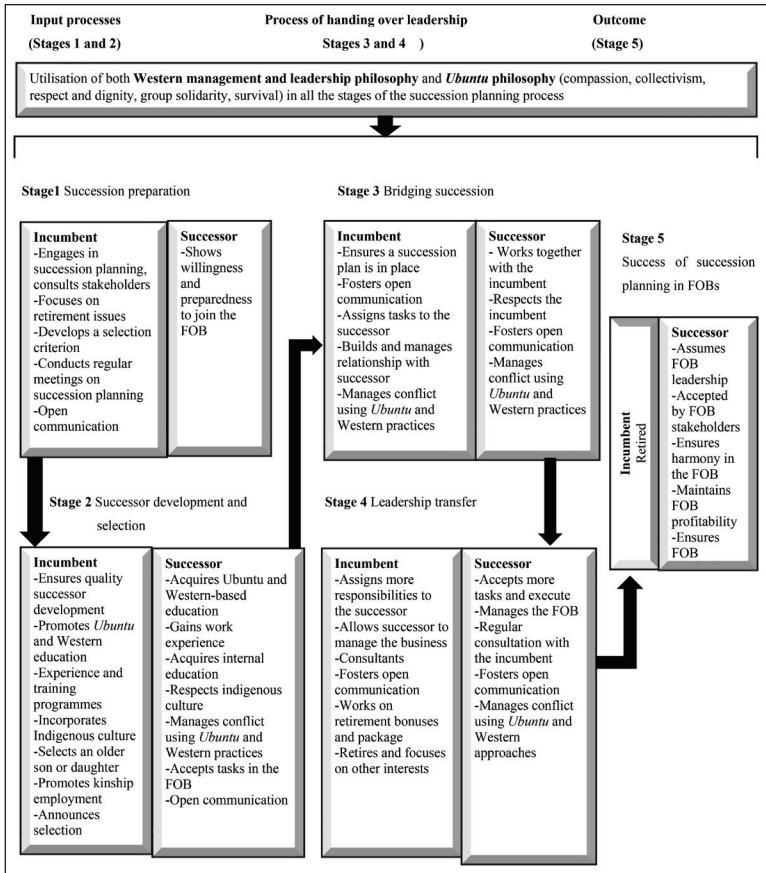 Input processes
(Stages 1 and 2)
Process of handing over leadership
Stages 3 and 4 )
Outcome
(Stage 5)
Utilisation of both Western management and leadership philosophy and Ubuntu philosophy (compassion, collectivism,
respect and dignity, group solidarity, survival) in all the stages of the succession planning process
Stage1 Succession preparation
Incumbent
-Engages in
succession planning,
consults stakeholders
-Focuses on
retirement issues
-Develops a selection
criterion
-Conducts regular
meetings on
succession planning
-Open
communication
Successor
-Shows
willingness
and
preparedness
to join the
FOB
Stage 2 Successor development and
selection
Incumbent
-Ensures quality
successor
development
-Promotes Ubuntu
and Western
education
-Experience and
training
programmes
-Incorporates
Indigenous culture
-Selects an older
son or daughter
-Promotes kinship
employment
-Announces
selection
Successor
-Acquires Ubuntu and
Western-based
education
-Gains work
experience
-Acquires internal
education
-Respects indigenous
culture
-Manages conflict
using Ubuntu and
Western practices
-Accepts tasks in the
FOB
-Open communication
Stage 3 Bridging succession
Incumbent
-Ensures a succession
plan is in place
-Fosters open
communication
-Assigns tasks to the
successor
-Builds and manages
relationship with
successor
-Manages conflict
using Ubuntu and
Western practices
Successor
- Works together
with the
incumbent
-Respects the
incumbent
-Fosters open
communication
-Manages
conflict using
Ubuntu and
Western
practices
Stage 4 Leadership transfer
Incumbent
-Assigns more
responsibilities to
the successor
-Allows successor to
manage the business
-Consultants
-Fosters open
communication
-Works on
retirement bonuses
and package
-Retires and focuses
on other interests
Successor
-Accepts more
tasks and execute
-Manages the FOB
-Regular
consultation with
the incumbent
-Fosters open
communication
-Manages conflict
using Ubuntu and
Western
approaches
Stage 5
Success of succession
planning in FOBs
Incumbent
Retired
Successor
-Assumes
FOB
leadership
-Accepted
by FOB
stakeholders
-Ensures
harmony in
the FOB
-Maintains
FOB
profitability
-Ensures
FOB